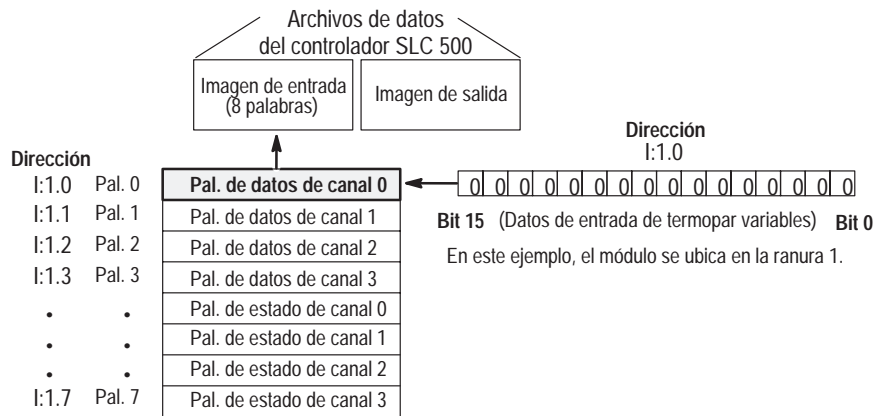 Archivos de datos
del controlador SLC 500
Imagen de entrada
(8 palabras)
Imagen de salida
Dirección
I:1.0
Dirección
I:1.0 Pal. 0 Pal. de datos de canal 0
0 0 0 0 0 0 0 0 0 0 0 0 0 0 0 0
I:1.1 Pal. 1 Pal. de datos de canal 1
Bit 15 (Datos de entrada de termopar variables) Bit 0
I:1.2 Pal. 2 Pal. de datos de canal 2
En este ejemplo, el módulo se ubica en la ranura 1.
I:1.3 Pal. 3 Pal. de datos de canal 3
. . Pal. de estado de canal 0
. . Pal. de estado de canal 1
. . Pal. de estado de canal 2
I:1.7 Pal. 7 Pal. de estado de canal 3